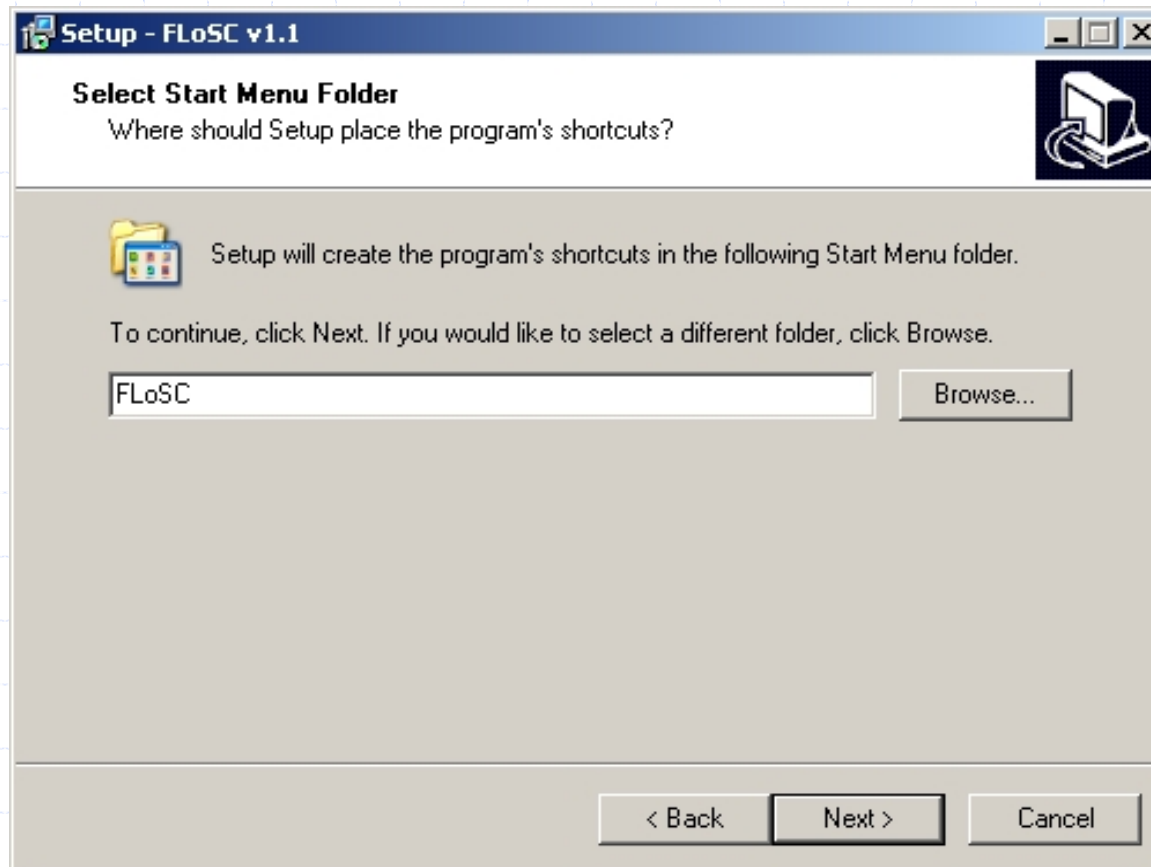 Setup - FLoSC v1.1
Select Start Menu Folder
Where should Setup place the program's shortcuts?
Setup will create the program's shortcuts in the following Start Menu folder.
To continue, click Next. If you would like to select a different folder, click Browse.
FLoSC
Browse...
< Back
Next >
Cancel